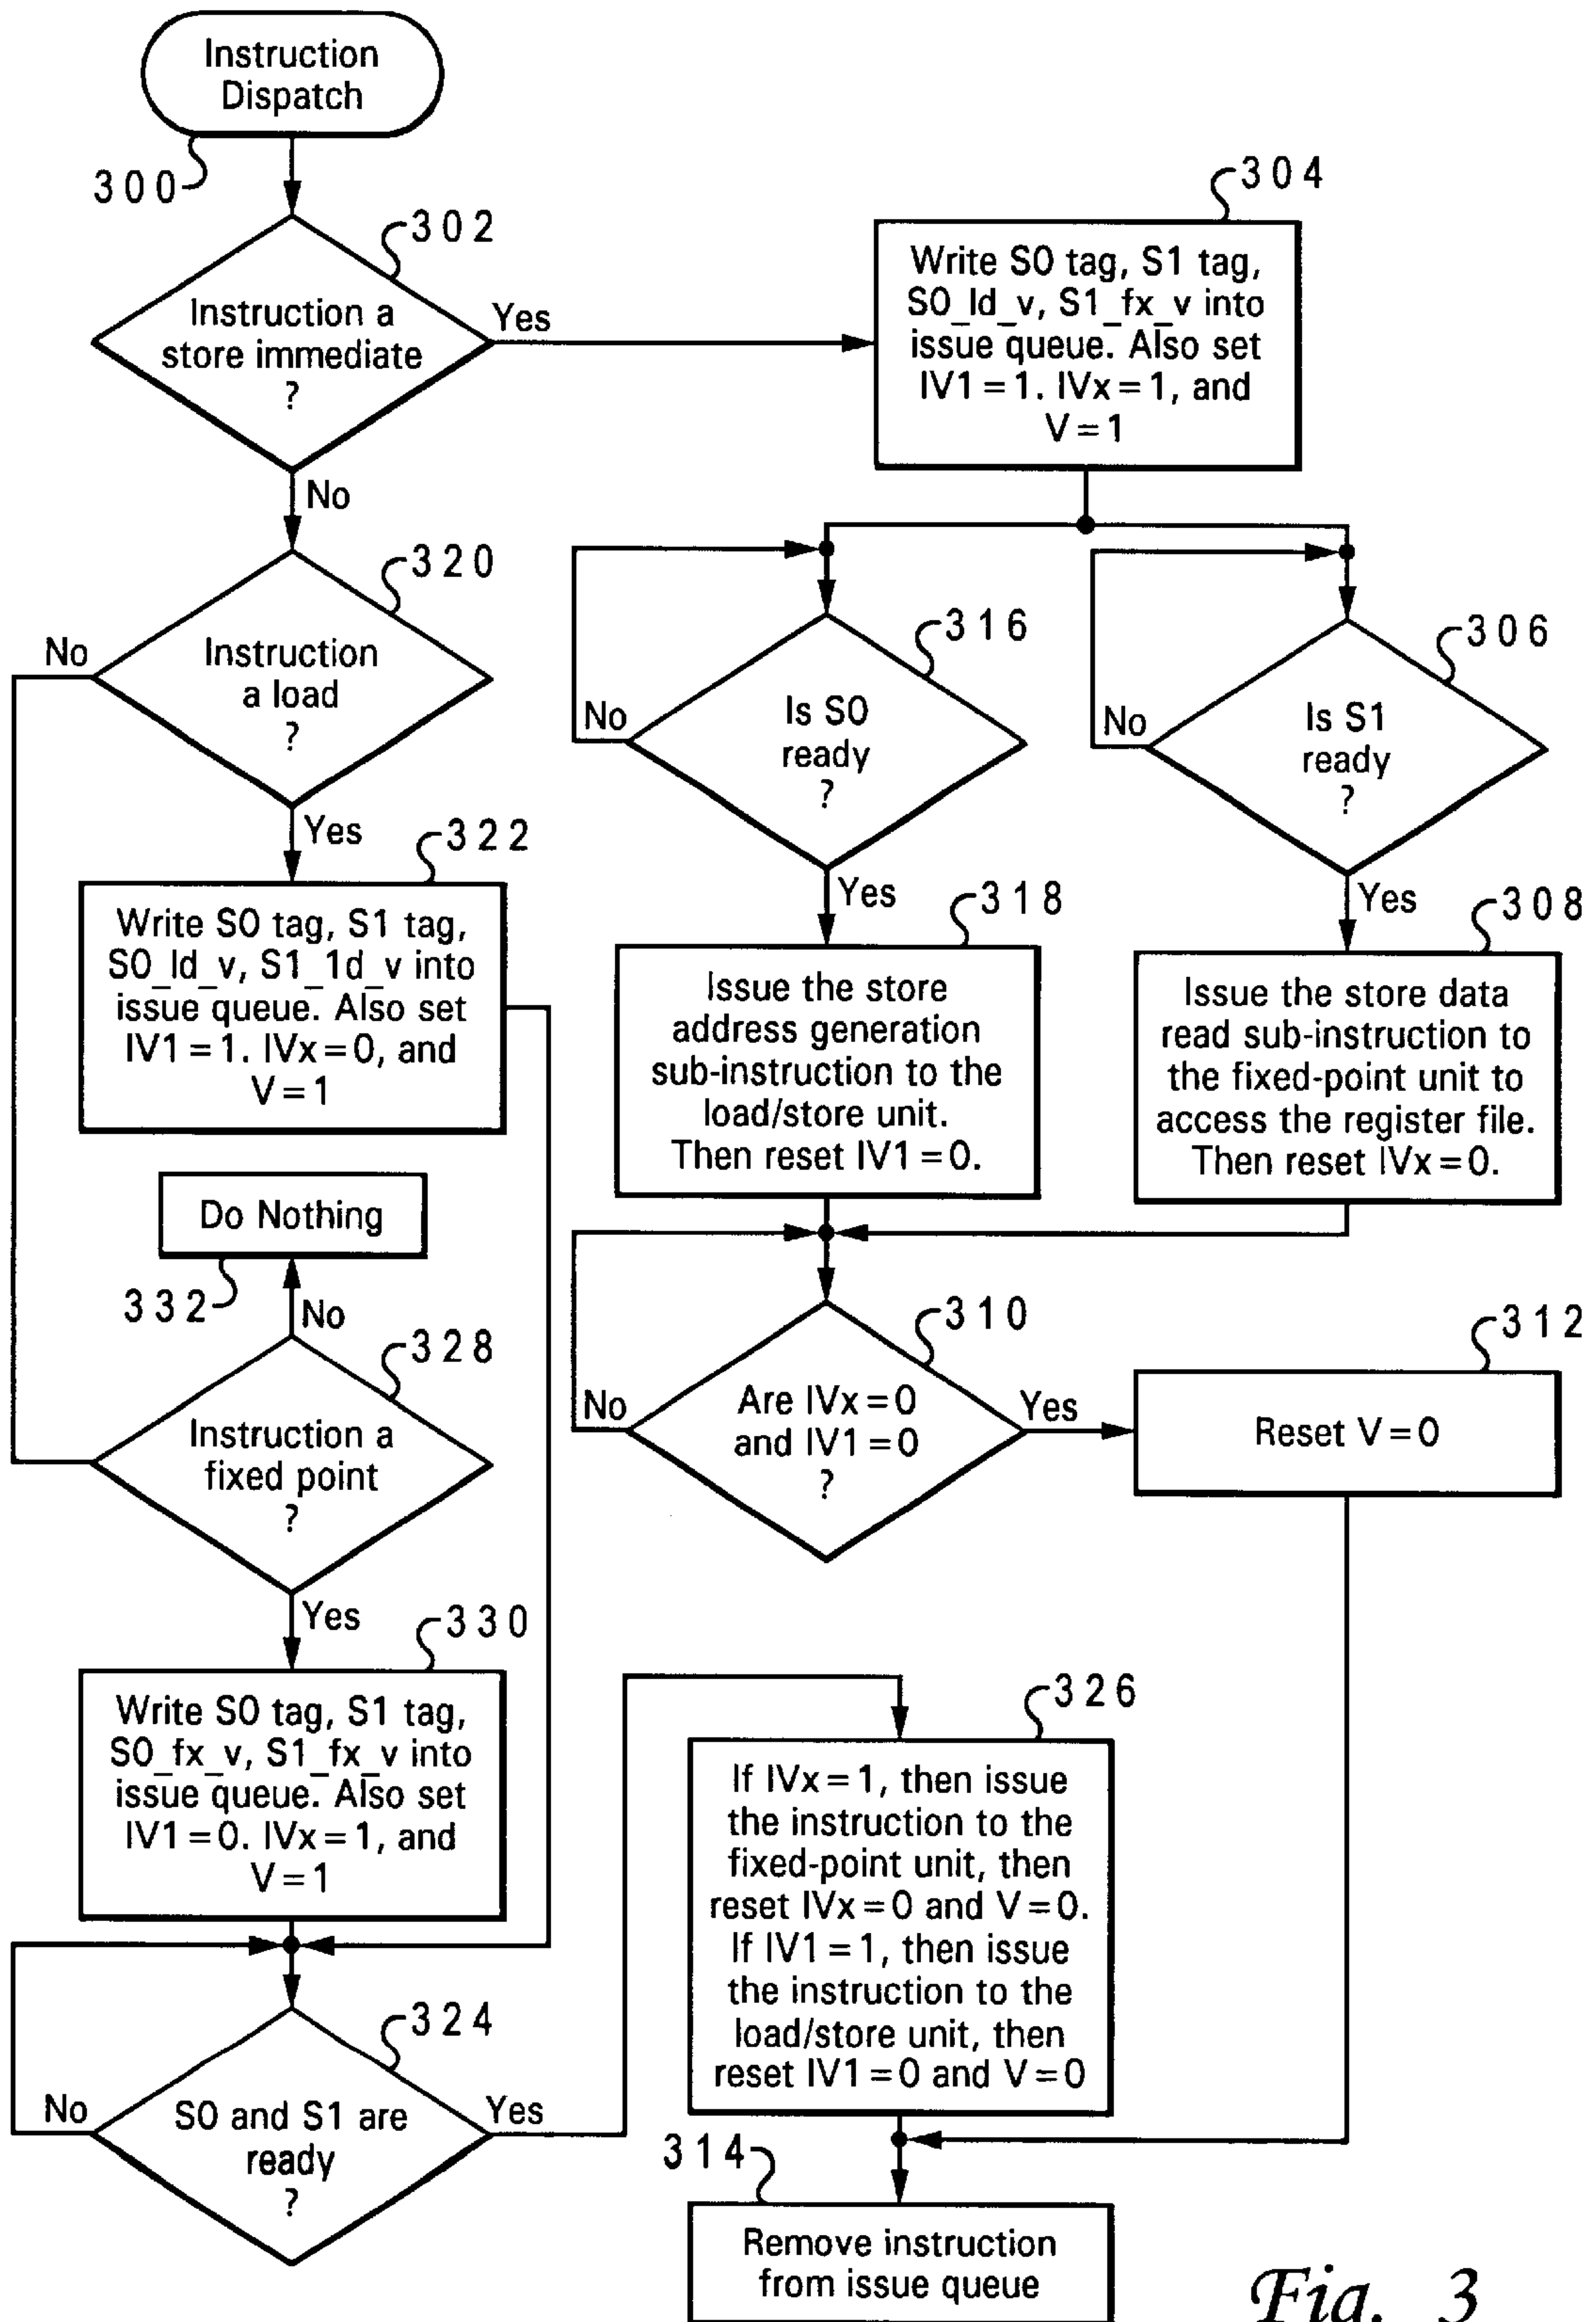 Instruction
Dispatch
300
302
Instruction a
store immediate
?
Yes
No
304
Write S0 tag, S1 tag,
S0_ld_v, S1_fx_v into
issue queue. Also set
IV1=1. IVx=1, and
V=1
320
Instruction
a load
?
No
Yes
316
Is S0
ready
?
No
Yes
306
Is S1
ready
?
No
Yes
322
Write S0 tag, S1 tag,
S0_ld_v, S1_1d_v into
issue queue. Also set
IV1=1. IVx=0, and
V=1
318
Issue the store
address generation
sub-instruction to the
load/store unit.
Then reset IV1=0.
308
Issue the store data
read sub-instruction to
the fixed-point unit to
access the register file.
Then reset IVx=0.
Do Nothing
332
No
328
Instruction a
fixed point
?
Yes
310
Are IVx=0
and IV1=0
?
No
Yes
312
Reset V=0
330
Write S0 tag, S1 tag,
S0_fx_v, S1_fx_v into
issue queue. Also set
IV1=0. IVx=1, and
V=1
324
S0 and S1 are
ready
?
No
Yes
326
If IVx=1, then issue
the instruction to the
fixed-point unit, then
reset IVx=0 and V=0.
If IV1=1, then issue
the instruction to the
load/store unit, then
reset IV1=0 and V=0
314
Remove instruction
from issue queue
Fig. 3